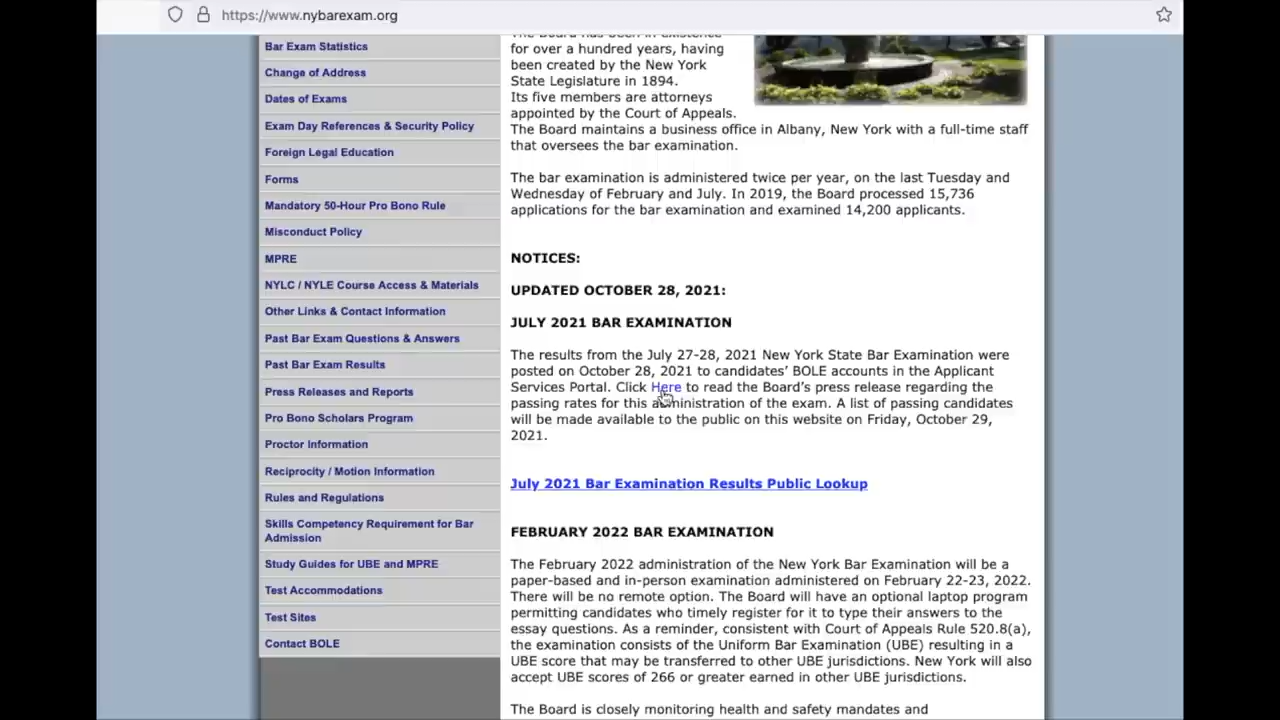 https://www.nybarexam.org
Bar Exam Statistics
Change of Address
Dates of Exams
Exam Day References & Security Policy
Foreign Legal Education
Forms
Mandatory 50-Hour Pro Bono Rule
Misconduct Policy
MPRE
NYLC / NYLE Course Access & Materials
Other Links & Contact Information
Past Bar Exam Questions & Answers
Past Bar Exam Results
Press Releases and Reports
Pro Bono Scholars Program
Proctor Information
Reciprocity / Motion Information
Rules and Regulations
Skills Competency Requirement for Bar
Admission
Study Guides for UBE and MPRE
Test Accommodations
Test Sites
Contact BOLE
The Board has been in existence
for over a hundred years, having
been created by the New York
State Legislature in 1894.
Its five members are attorneys
appointed by the Court of Appeals.
The Board maintains a business office in Albany, New York with a full-time staff
that oversees the bar examination.
The bar examination is administered twice per year, on the last Tuesday and
Wednesday of February and July. In 2019, the Board processed 15,736
applications for the bar examination and examined 14,200 applicants.
NOTICES:
UPDATED OCTOBER 28, 2021:
JULY 2021 BAR EXAMINATION
The results from the July 27-28, 2021 New York State Bar Examination were
posted on October 28, 2021 to candidates’ BOLE accounts in the Applicant
Services Portal. Click Here to read the Board’s press release regarding the
passing rates for this administration of the exam. A list of passing candidates
will be made available to the public on this website on Friday, October 29,
2021.
July 2021 Bar Examination Results Public Lookup
FEBRUARY 2022 BAR EXAMINATION
The February 2022 administration of the New York Bar Examination will be a
paper-based and in-person examination administered on February 22-23, 2022.
There will be no remote option. The Board will have an optional laptop program
permitting candidates who timely register for it to type their answers to the
essay questions. As a reminder, consistent with Court of Appeals Rule 520.8(a),
the examination consists of the Uniform Bar Examination (UBE) resulting in a
UBE score that may be transferred to other UBE jurisdictions. New York will also
accept UBE scores of 266 or greater earned in other UBE jurisdictions.
The Board is closely monitoring health and safety mandates and